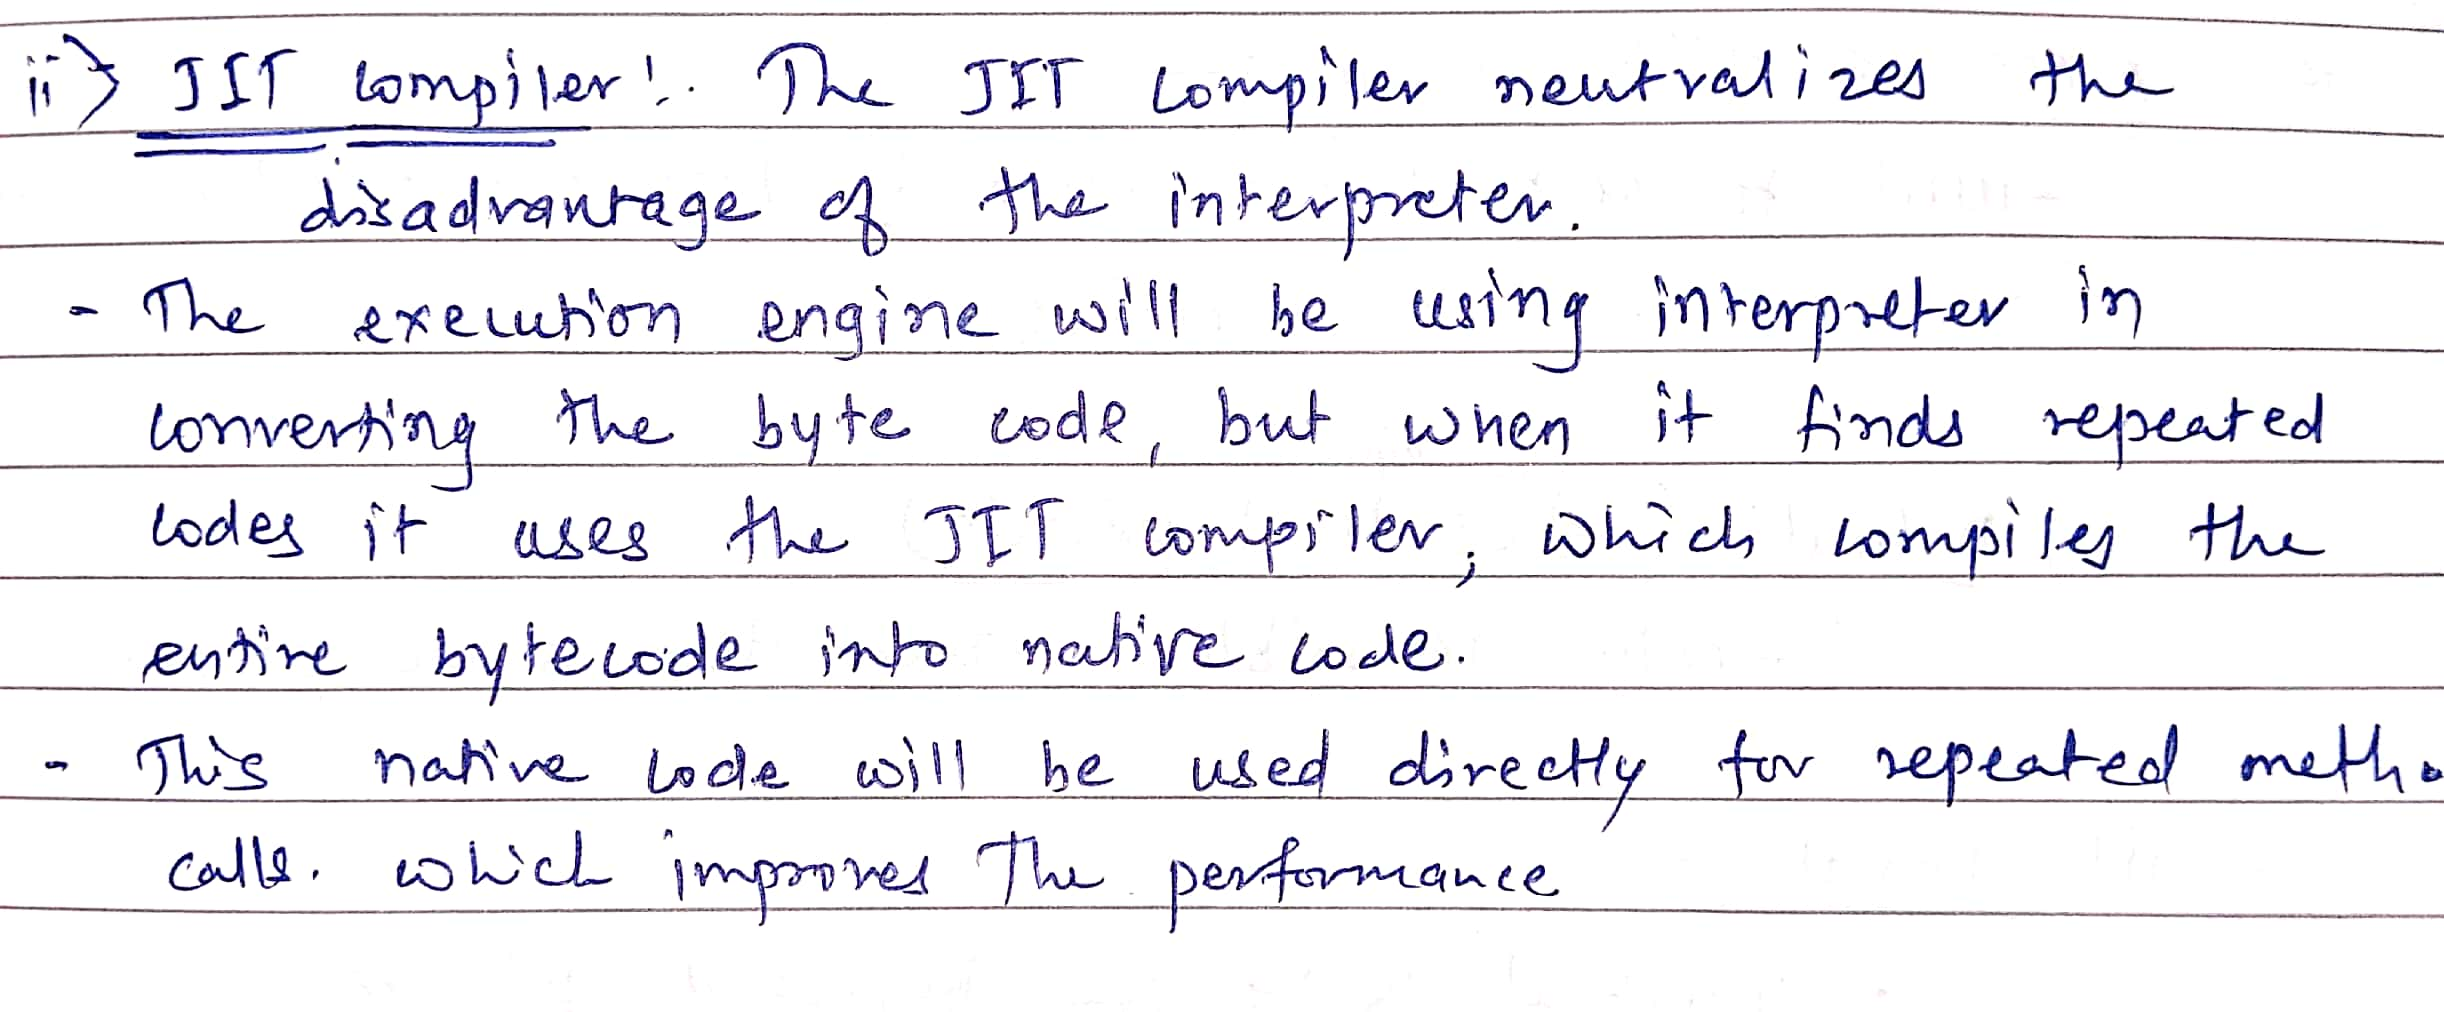 ii) JIT compiler:. The JIT compiler neutralizes the
disadvantage of the interpreter.
- The execution engine will be using interpreter in
converting the byte code, but when it finds repeated
codes it uses the JIT compiler, which compiles the
entire bytecode into native code.
- This native code will be used directly for repeated metho
calls. which improves The performance